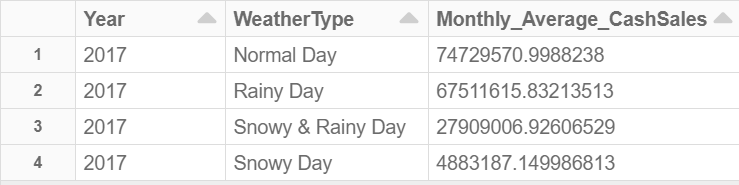 Year WeatherType Monthly_Average_CashSales
1 2017 Normal Day 74729570.9988238
2 2017 Rainy Day 67511615.83213513
3 2017 Snowy & Rainy Day 27909006.92606529
4 2017 Snowy Day 4883187.149986813